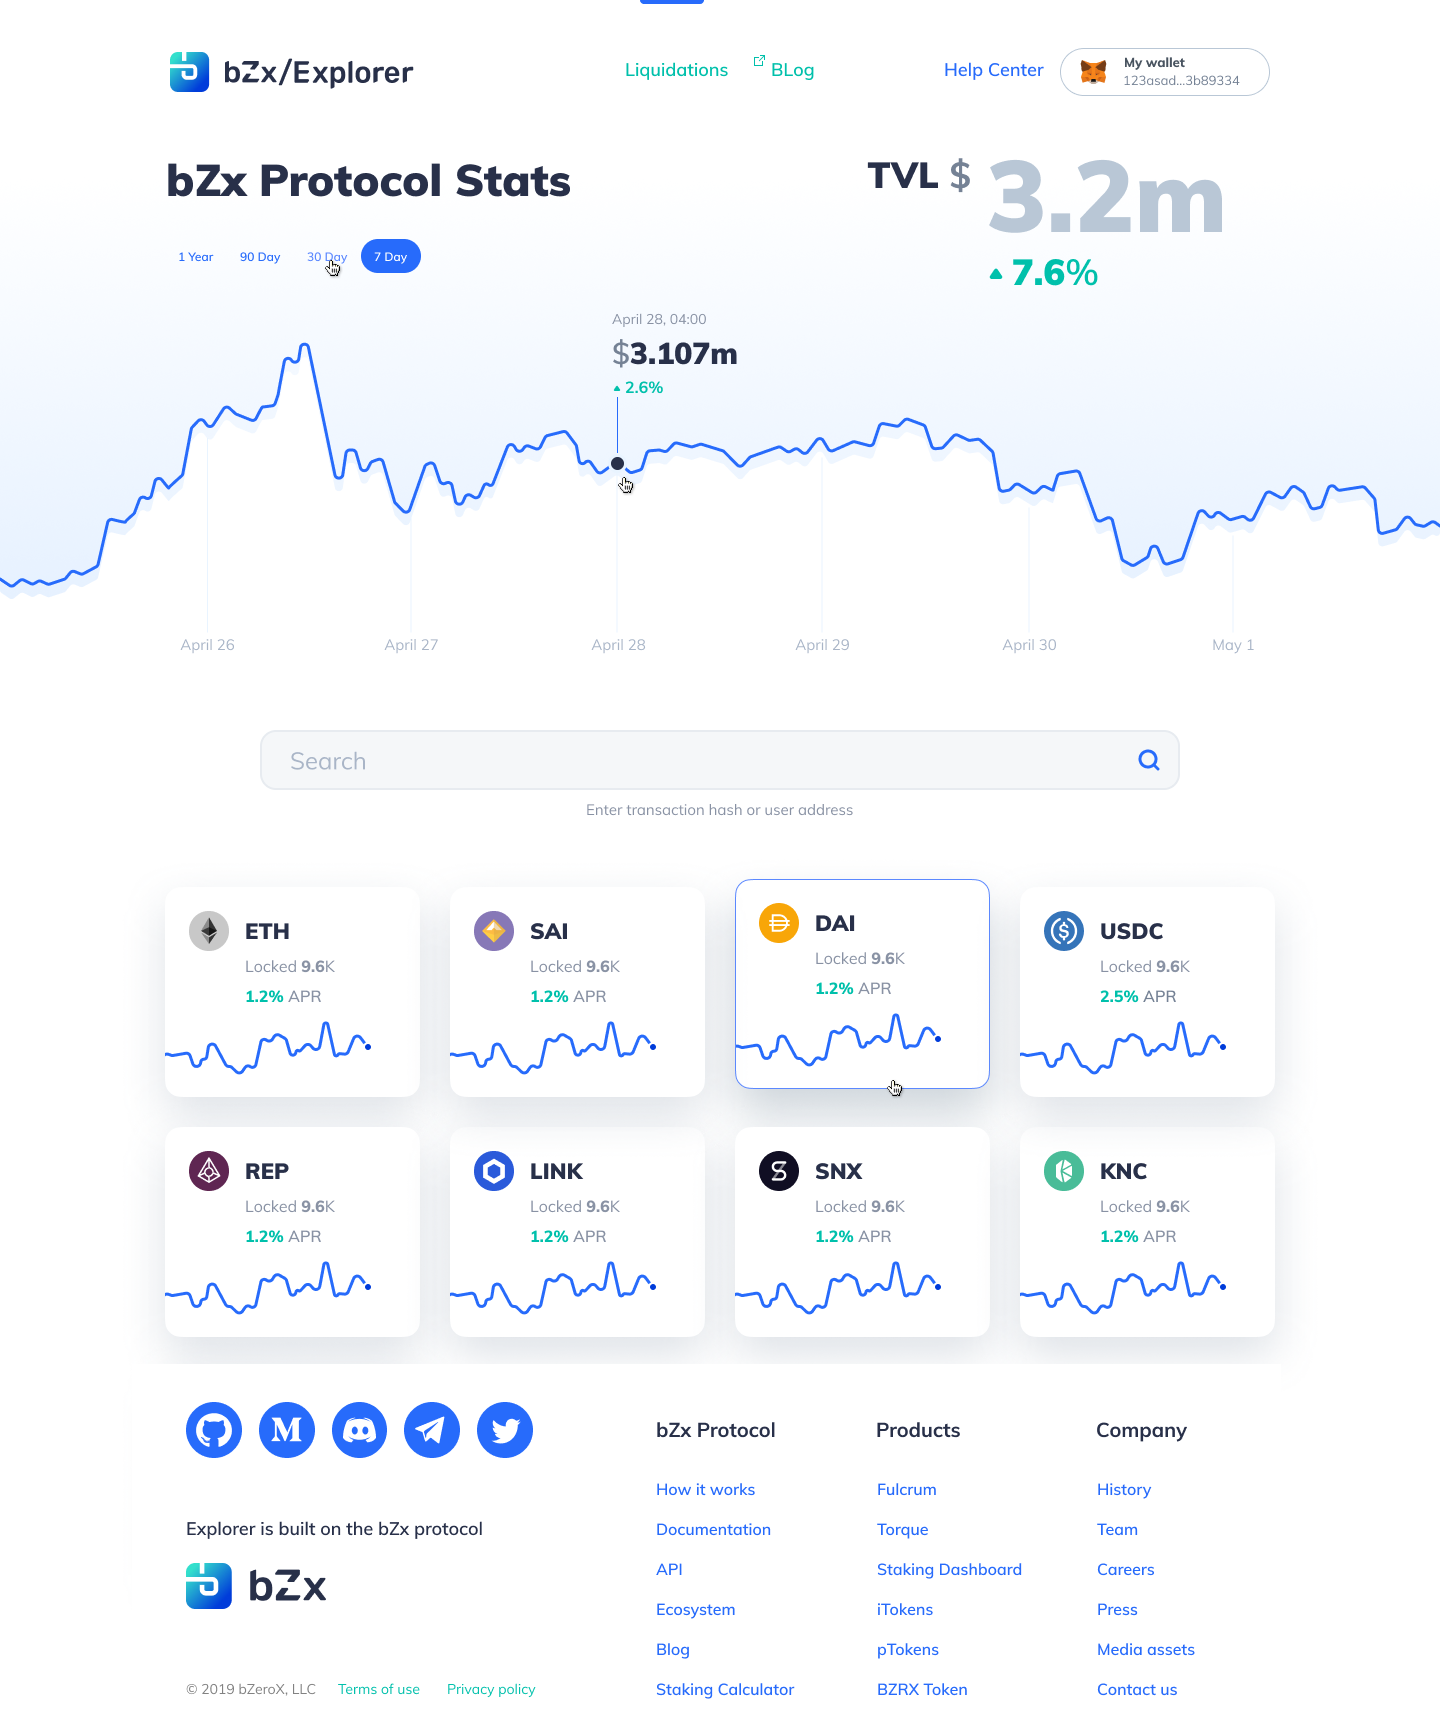 bZx/Explorer
Liquidations
BLog
Help Center
My wallet
123asad...3b89334
bZx Protocol Stats
TVL $ 3.2m
7.6%
1 Year 90 Day 30 Day 7 Day
April 28, 04:00
$3.107m
2.6%
April 26 April 27 April 28 April 29 April 30 May 1
Search
Enter transaction hash or user address
ETH
Locked 9.6K
1.2% APR
SAI
Locked 9.6K
1.2% APR
DAI
Locked 9.6K
1.2% APR
USDC
Locked 9.6K
2.5% APR
REP
Locked 9.6K
1.2% APR
LINK
Locked 9.6K
1.2% APR
SNX
Locked 9.6K
1.2% APR
KNC
Locked 9.6K
1.2% APR
Explorer is built on the bZx protocol
bZx
© 2019 bZeroX, LLC Terms of use Privacy policy
bZx Protocol
How it works
Documentation
API
Ecosystem
Blog
Staking Calculator
Products
Fulcrum
Torque
Staking Dashboard
iTokens
pTokens
BZRX Token
Company
History
Team
Careers
Press
Media assets
Contact us